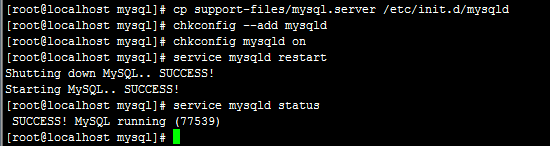 [root@localhost mysql]# cp support-files/mysql.server /etc/init.d/mysqld
[root@localhost mysql]# chkconfig --add mysqld
[root@localhost mysql]# chkconfig mysqld on
[root@localhost mysql]# service mysqld restart
Shutting down MySQL.. SUCCESS!
Starting MySQL.. SUCCESS!
[root@localhost mysql]# service mysqld status
 SUCCESS! MySQL running (77539)
[root@localhost mysql]#